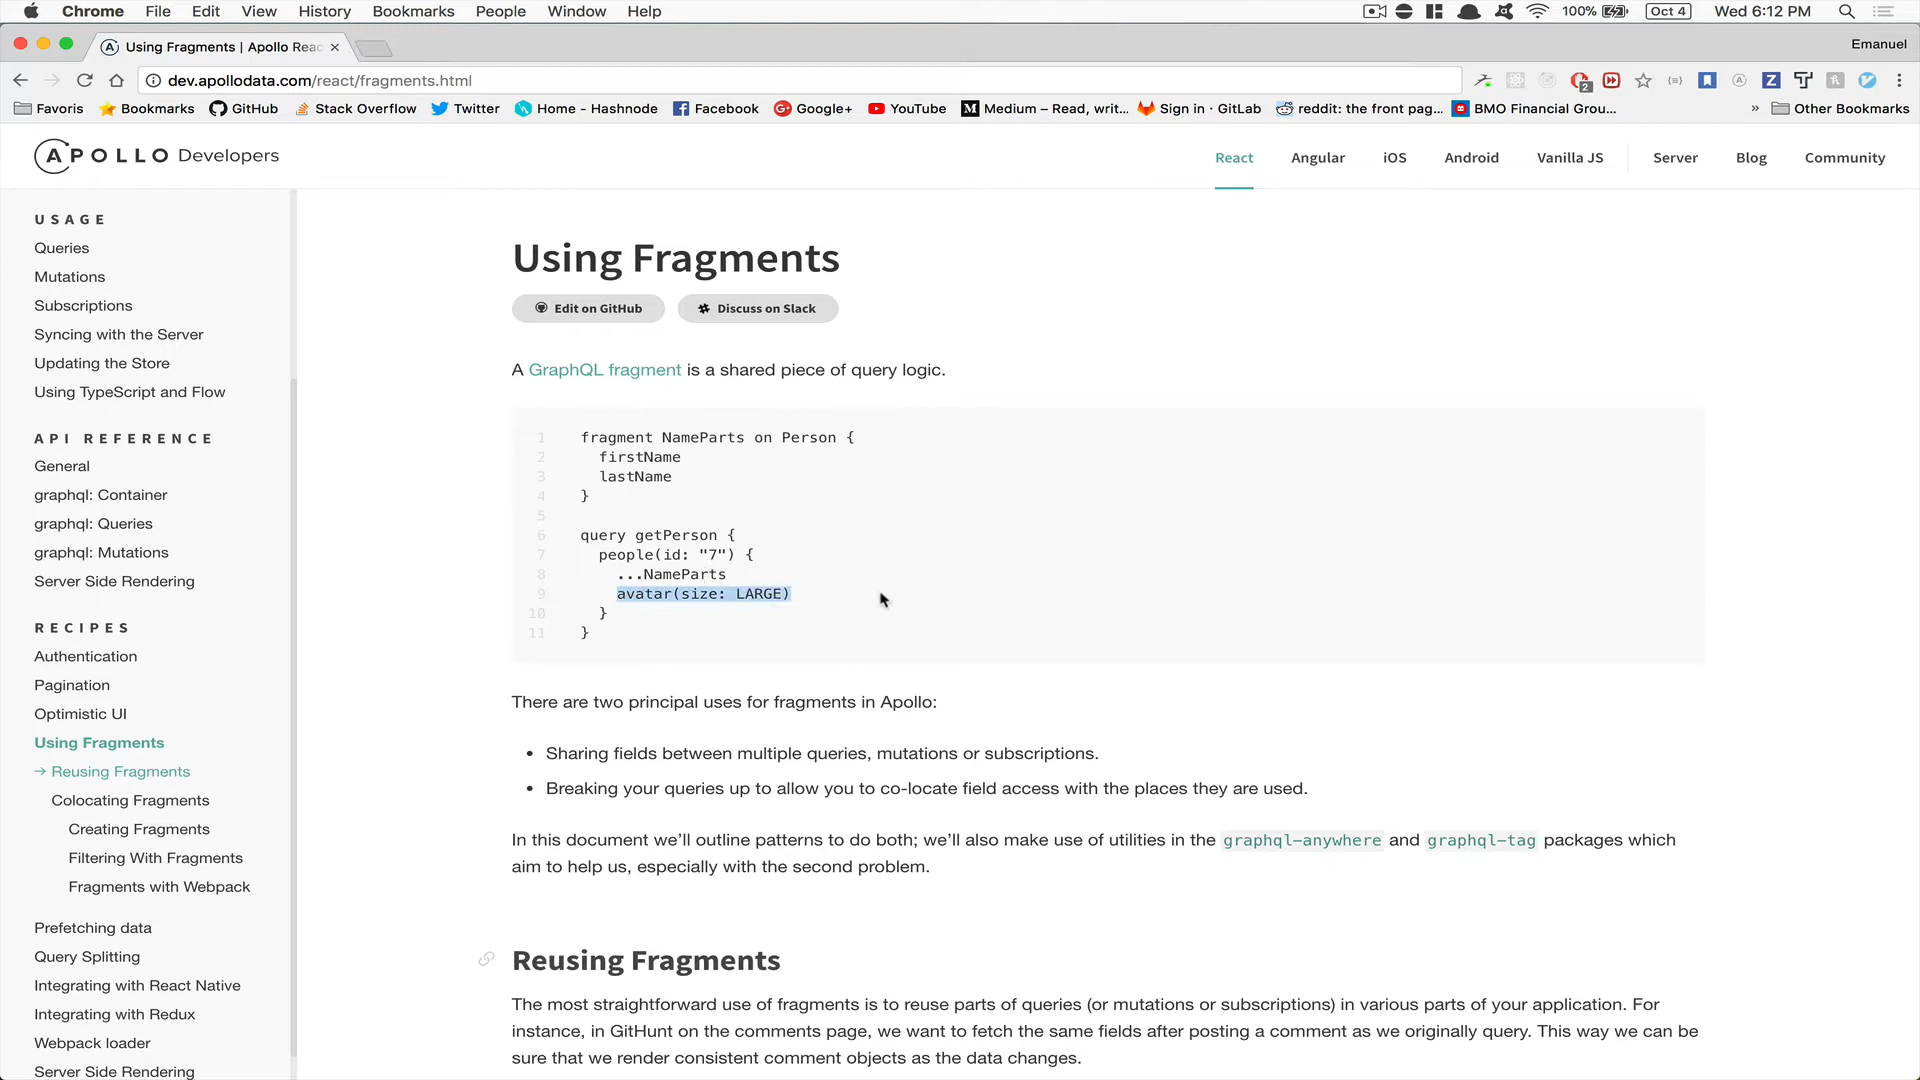 Chrome File Edit View History Bookmarks People Window Help 100% Oct 4 Wed 6:12 PM
Using Fragments | Apollo Reac Emanuel
dev.apollodata.com/react/fragments.html
Favoris Bookmarks GitHub Stack Overflow Twitter Home - Hashnode Facebook Google+ YouTube Medium – Read, writ... Sign in · GitLab reddit: the front pag... BMO Financial Grou... » Other Bookmarks
APOLLO Developers
React Angular iOS Android Vanilla JS Server Blog Community
USAGE
Queries
Mutations
Subscriptions
Syncing with the Server
Updating the Store
Using TypeScript and Flow
API REFERENCE
General
graphql: Container
graphql: Queries
graphql: Mutations
Server Side Rendering
RECIPES
Authentication
Pagination
Optimistic UI
Using Fragments
→ Reusing Fragments
Colocating Fragments
Creating Fragments
Filtering With Fragments
Fragments with Webpack
Prefetching data
Query Splitting
Integrating with React Native
Integrating with Redux
Webpack loader
Server Side Rendering
Using Fragments
Edit on GitHub Discuss on Slack
A GraphQL fragment is a shared piece of query logic.
1 fragment NameParts on Person {
2 firstName
3 lastName
4 }
5
6 query getPerson {
7 people(id: "7") {
8 ...NameParts
9 avatar(size: LARGE)
10 }
11 }
There are two principal uses for fragments in Apollo:
• Sharing fields between multiple queries, mutations or subscriptions.
• Breaking your queries up to allow you to co-locate field access with the places they are used.
In this document we’ll outline patterns to do both; we’ll also make use of utilities in the graphql-anywhere and graphql-tag packages which
aim to help us, especially with the second problem.
Reusing Fragments
The most straightforward use of fragments is to reuse parts of queries (or mutations or subscriptions) in various parts of your application. For
instance, in GitHunt on the comments page, we want to fetch the same fields after posting a comment as we originally query. This way we can be
sure that we render consistent comment objects as the data changes.